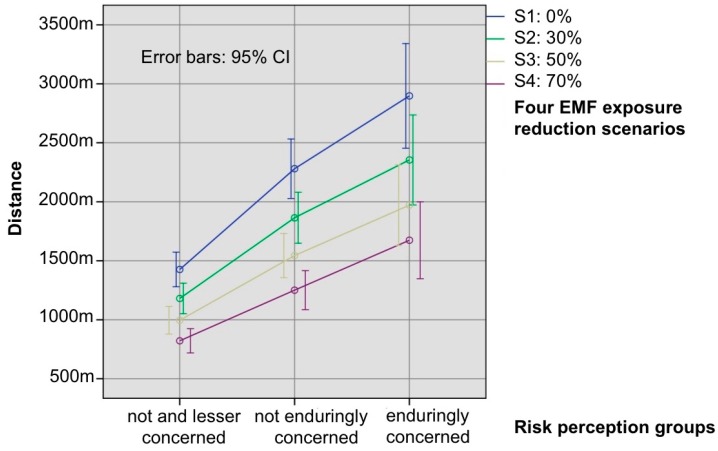 3500m
3000m
2500m
2000m
1500m
1000m
500m
Distance
Error bars: 95% CI
not and lesser
concerned
not enduringly
concerned
enduringly
concerned
S1: 0%
S2: 30%
S3: 50%
S4: 70%
Four EMF exposure
reduction scenarios
Risk perception groups